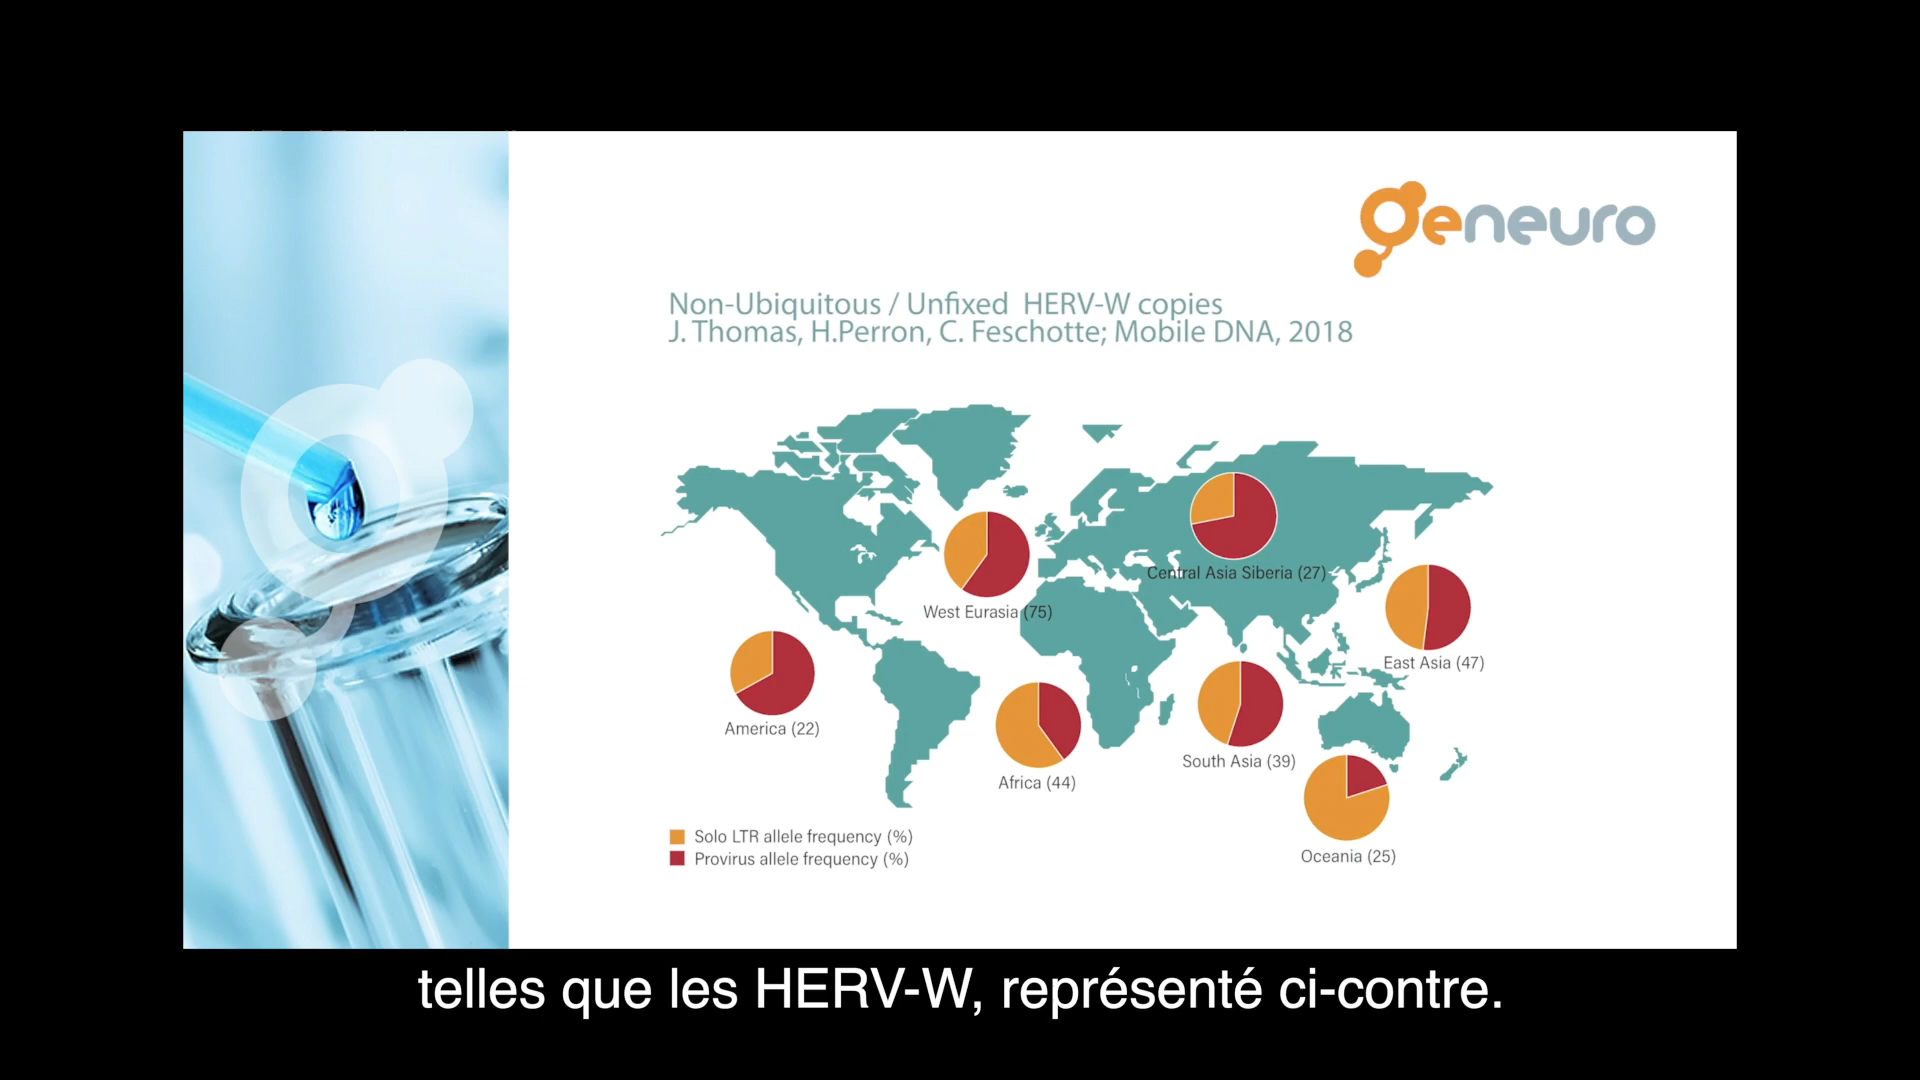 geneuro
Non-Ubiquitous / Unfixed HERV-W copies
J. Thomas, H.Perron, C. Feschotte; Mobile DNA, 2018
Central Asia Siberia (27)
West Eurasia (75)
East Asia (47)
America (22)
South Asia (39)
Africa (44)
Solo LTR allele frequency (%)
Provirus allele frequency (%)
Oceania (25)
telles que les HERV-W, représenté ci-contre.